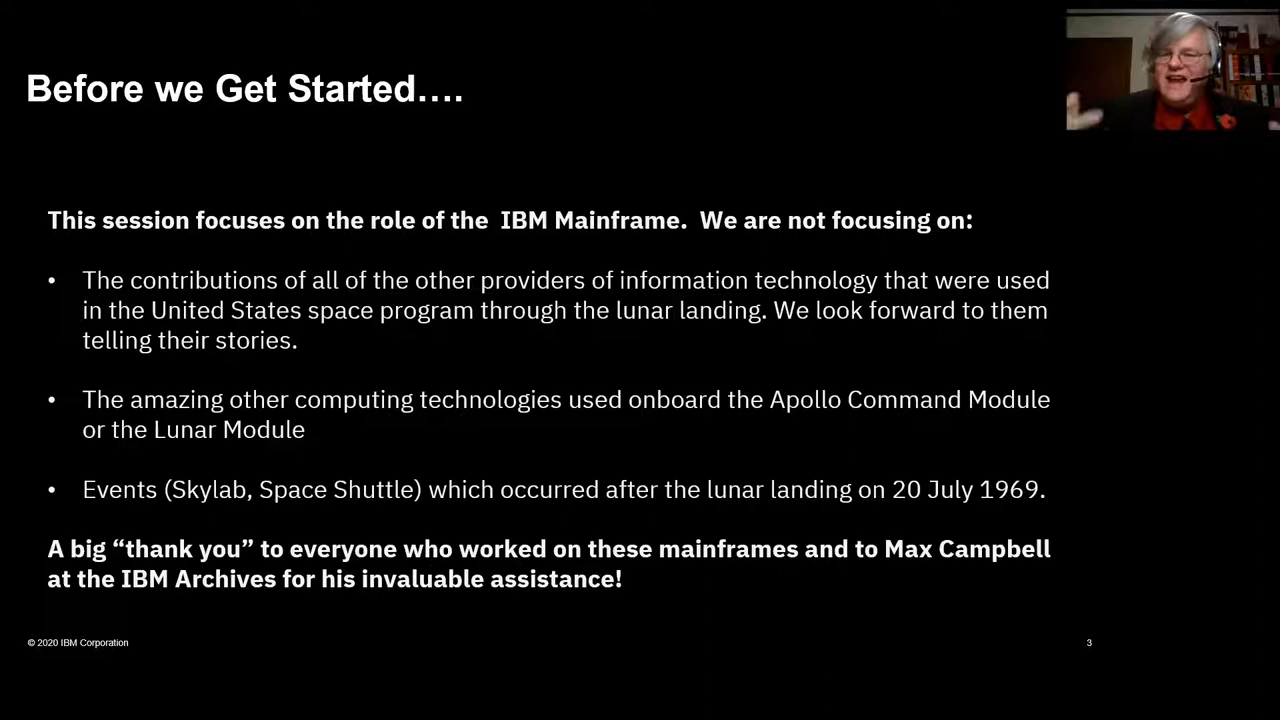 Before we Get Started….
This session focuses on the role of the  IBM Mainframe.  We are not focusing on:
• The contributions of all of the other providers of information technology that were used
in the United States space program through the lunar landing. We look forward to them
telling their stories.
• The amazing other computing technologies used onboard the Apollo Command Module
or the Lunar Module
• Events (Skylab, Space Shuttle) which occurred after the lunar landing on 20 July 1969.
A big “thank you” to everyone who worked on these mainframes and to Max Campbell
at the IBM Archives for his invaluable assistance!
© 2020 IBM Corporation
3